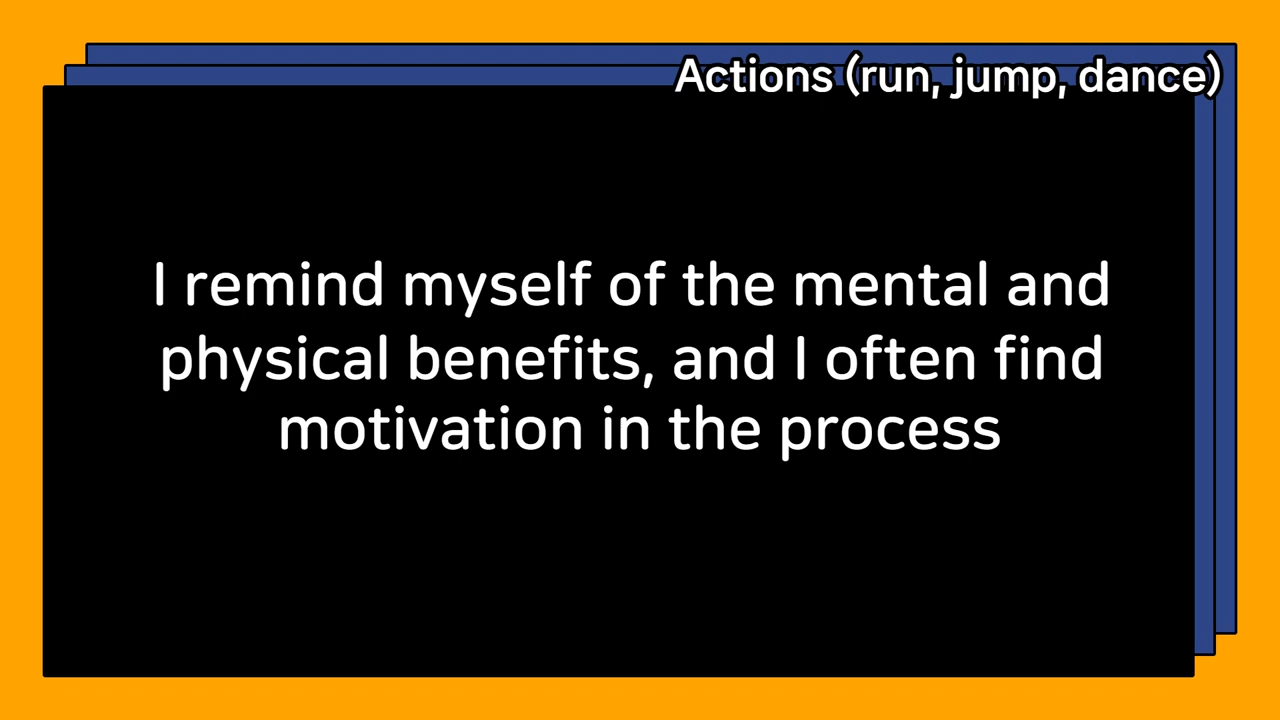 Actions (run, jump, dance)
I remind myself of the mental and
physical benefits, and I often find
motivation in the process